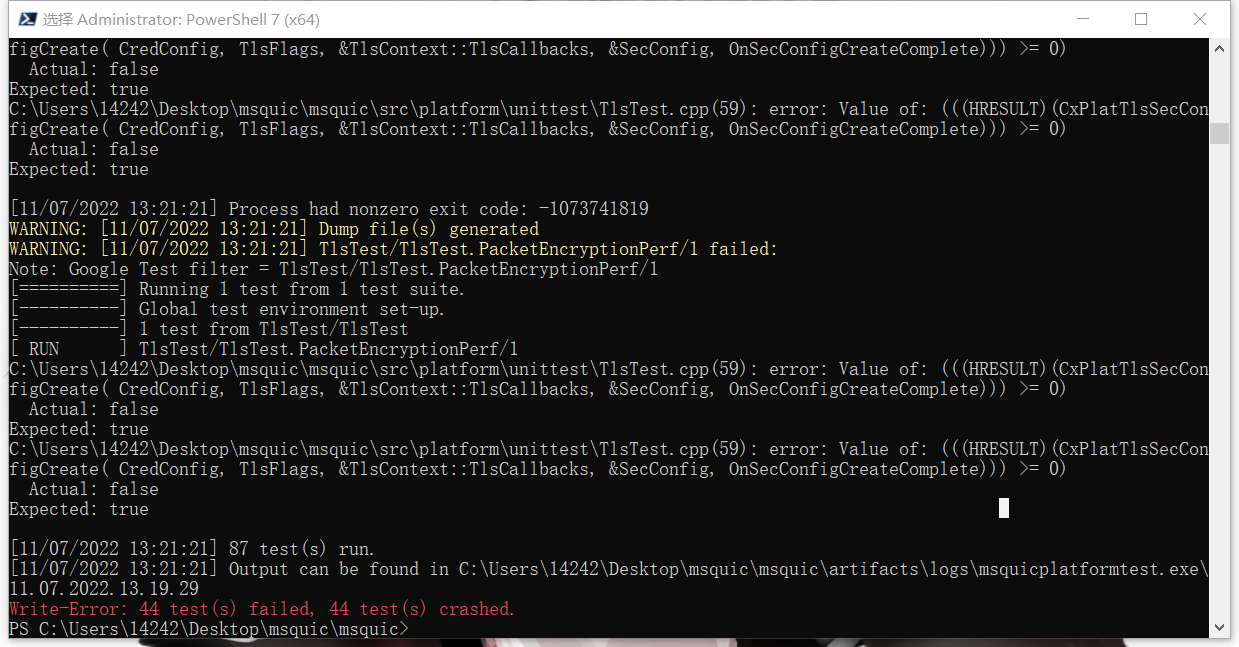 选择 Administrator: PowerShell 7 (x64)
figCreate( CredConfig, TlsFlags, &TlsContext::TlsCallbacks, &SecConfig, OnSecConfigCreateComplete))) >= 0)
  Actual: false
Expected: true
C:\Users\14242\Desktop\msquic\msquic\src\platform\unittest\TlsTest.cpp(59): error: Value of: (((HRESULT)(CxPlatTlsSecCon
figCreate( CredConfig, TlsFlags, &TlsContext::TlsCallbacks, &SecConfig, OnSecConfigCreateComplete))) >= 0)
  Actual: false
Expected: true
[11/07/2022 13:21:21] Process had nonzero exit code: -1073741819
WARNING: [11/07/2022 13:21:21] Dump file(s) generated
WARNING: [11/07/2022 13:21:21] TlsTest/TlsTest.PacketEncryptionPerf/1 failed:
Note: Google Test filter = TlsTest/TlsTest.PacketEncryptionPerf/1
[==========] Running 1 test from 1 test suite.
[----------] Global test environment set-up.
[----------] 1 test from TlsTest/TlsTest
[ RUN      ] TlsTest/TlsTest.PacketEncryptionPerf/1
C:\Users\14242\Desktop\msquic\msquic\src\platform\unittest\TlsTest.cpp(59): error: Value of: (((HRESULT)(CxPlatTlsSecCon
figCreate( CredConfig, TlsFlags, &TlsContext::TlsCallbacks, &SecConfig, OnSecConfigCreateComplete))) >= 0)
  Actual: false
Expected: true
C:\Users\14242\Desktop\msquic\msquic\src\platform\unittest\TlsTest.cpp(59): error: Value of: (((HRESULT)(CxPlatTlsSecCon
figCreate( CredConfig, TlsFlags, &TlsContext::TlsCallbacks, &SecConfig, OnSecConfigCreateComplete))) >= 0)
  Actual: false
Expected: true
[11/07/2022 13:21:21] 87 test(s) run.
[11/07/2022 13:21:21] Output can be found in C:\Users\14242\Desktop\msquic\msquic\artifacts\logs\msquicplatformtest.exe\
11.07.2022.13.19.29
Write-Error: 44 test(s) failed, 44 test(s) crashed.
PS C:\Users\14242\Desktop\msquic\msquic>